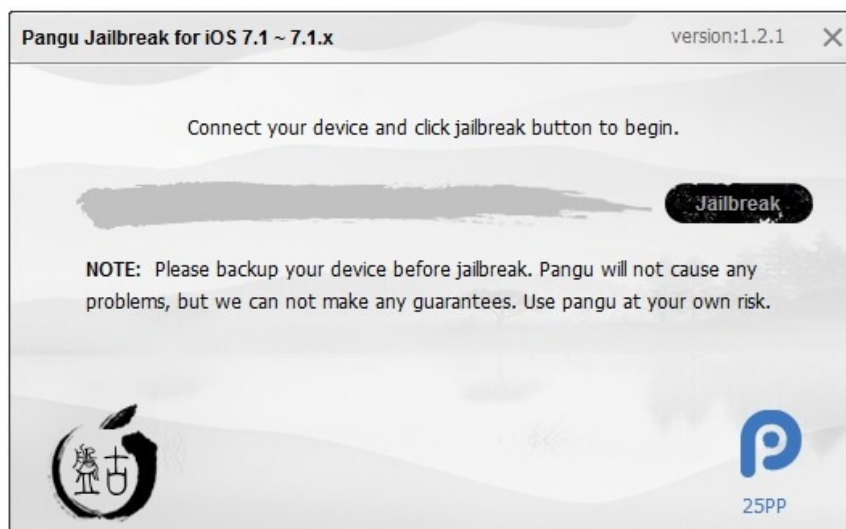 Pangu Jailbreak for iOS 7.1 ~ 7.1.x
version:1.2.1
Connect your device and click jailbreak button to begin.
Jailbreak
NOTE: Please backup your device before jailbreak. Pangu will not cause any
problems, but we can not make any guarantees. Use pangu at your own risk.
盤古
25PP